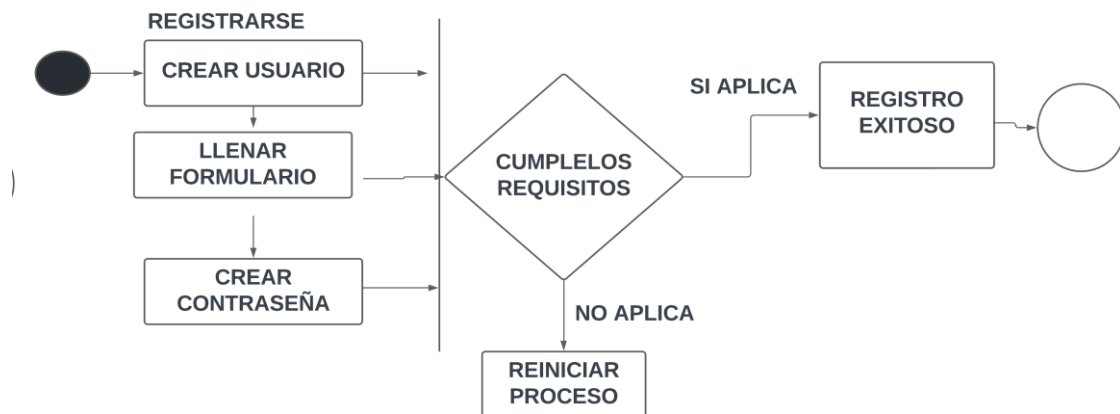 REGISTRARSE
CREAR USUARIO
LLENAR
FORMULARIO
CREAR
CONTRASEÑA
CUMPLELOS
REQUISITOS
SI APLICA
REGISTRO
EXITOSO
NO APLICA
REINICIAR
PROCESO